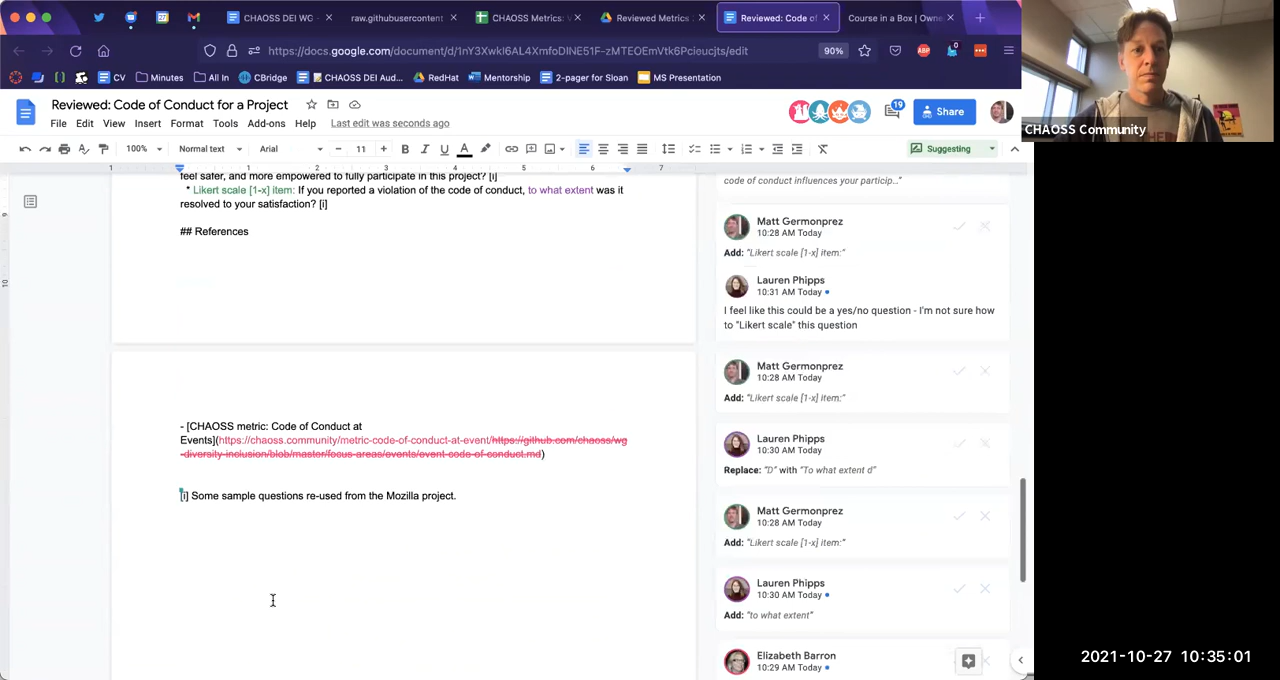 CHAOSS DEI WG -
raw.githubusercontent
CHAOSS Metrics: V
Reviewed Metrics
Reviewed: Code of
Course in a Box | Owne
https://docs.google.com/document/d/1nY3XwkI6AL4XmfoDINE51F-zMTEOEmVtk6Pcieucjts/edit
90%
CV
Minutes
All In
CBridge
CHAOSS DEI Aud...
RedHat
Mentorship
2-pager for Sloan
MS Presentation
Reviewed: Code of Conduct for a Project
File Edit View Insert Format Tools Add-ons Help Last edit was seconds ago
19
Share
100% Normal text Arial 11
Suggesting
1 1 2 3 4 5 6 7
feel safer, and more empowered to fully participate in this project? [i]
* Likert scale [1-x] item: If you reported a violation of the code of conduct, to what extent was it
resolved to your satisfaction? [i]
## References
- [CHAOSS metric: Code of Conduct at
Events](https://chaoss.community/metric-code-of-conduct-at-event/https://github.com/chaoss/wg
-diversity-inclusion/blob/master/focus-areas/events/event-code-of-conduct.md)
[i] Some sample questions re-used from the Mozilla project.
code of conduct influences your particip..."
Matt Germonprez
10:28 AM Today
Add: "Likert scale [1-x] item:"
Lauren Phipps
10:31 AM Today
I feel like this could be a yes/no question - I'm not sure how
to "Likert scale" this question
Matt Germonprez
10:28 AM Today
Add: "Likert scale [1-x] item:"
Lauren Phipps
10:30 AM Today
Replace: "D" with "To what extent d"
Matt Germonprez
10:28 AM Today
Add: "Likert scale [1-x] item:"
Lauren Phipps
10:30 AM Today
Add: "to what extent"
Elizabeth Barron
10:29 AM Today
CHAOSS Community
2021-10-27 10:35:01